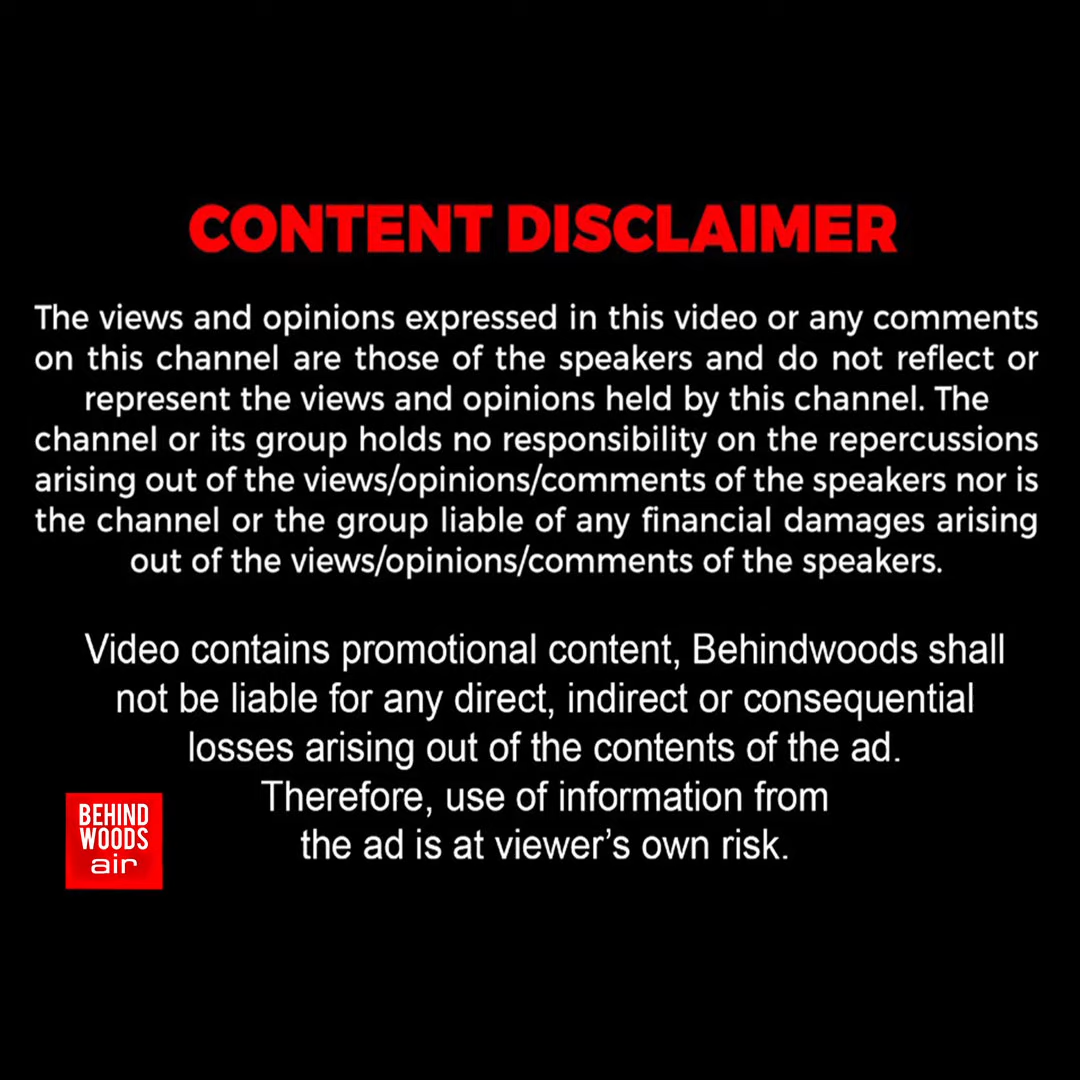 CONTENT DISCLAIMER
The views and opinions expressed in this video or any comments
on this channel are those of the speakers and do not reflect or
represent the views and opinions held by this channel. The
channel or its group holds no responsibility on the repercussions
arising out of the views/opinions/comments of the speakers nor is
the channel or the group liable of any financial damages arising
out of the views/opinions/comments of the speakers.
Video contains promotional content, Behindwoods shall
not be liable for any direct, indirect or consequential
losses arising out of the contents of the ad.
Therefore, use of information from
the ad is at viewer’s own risk.
BEHIND
WOODS
air